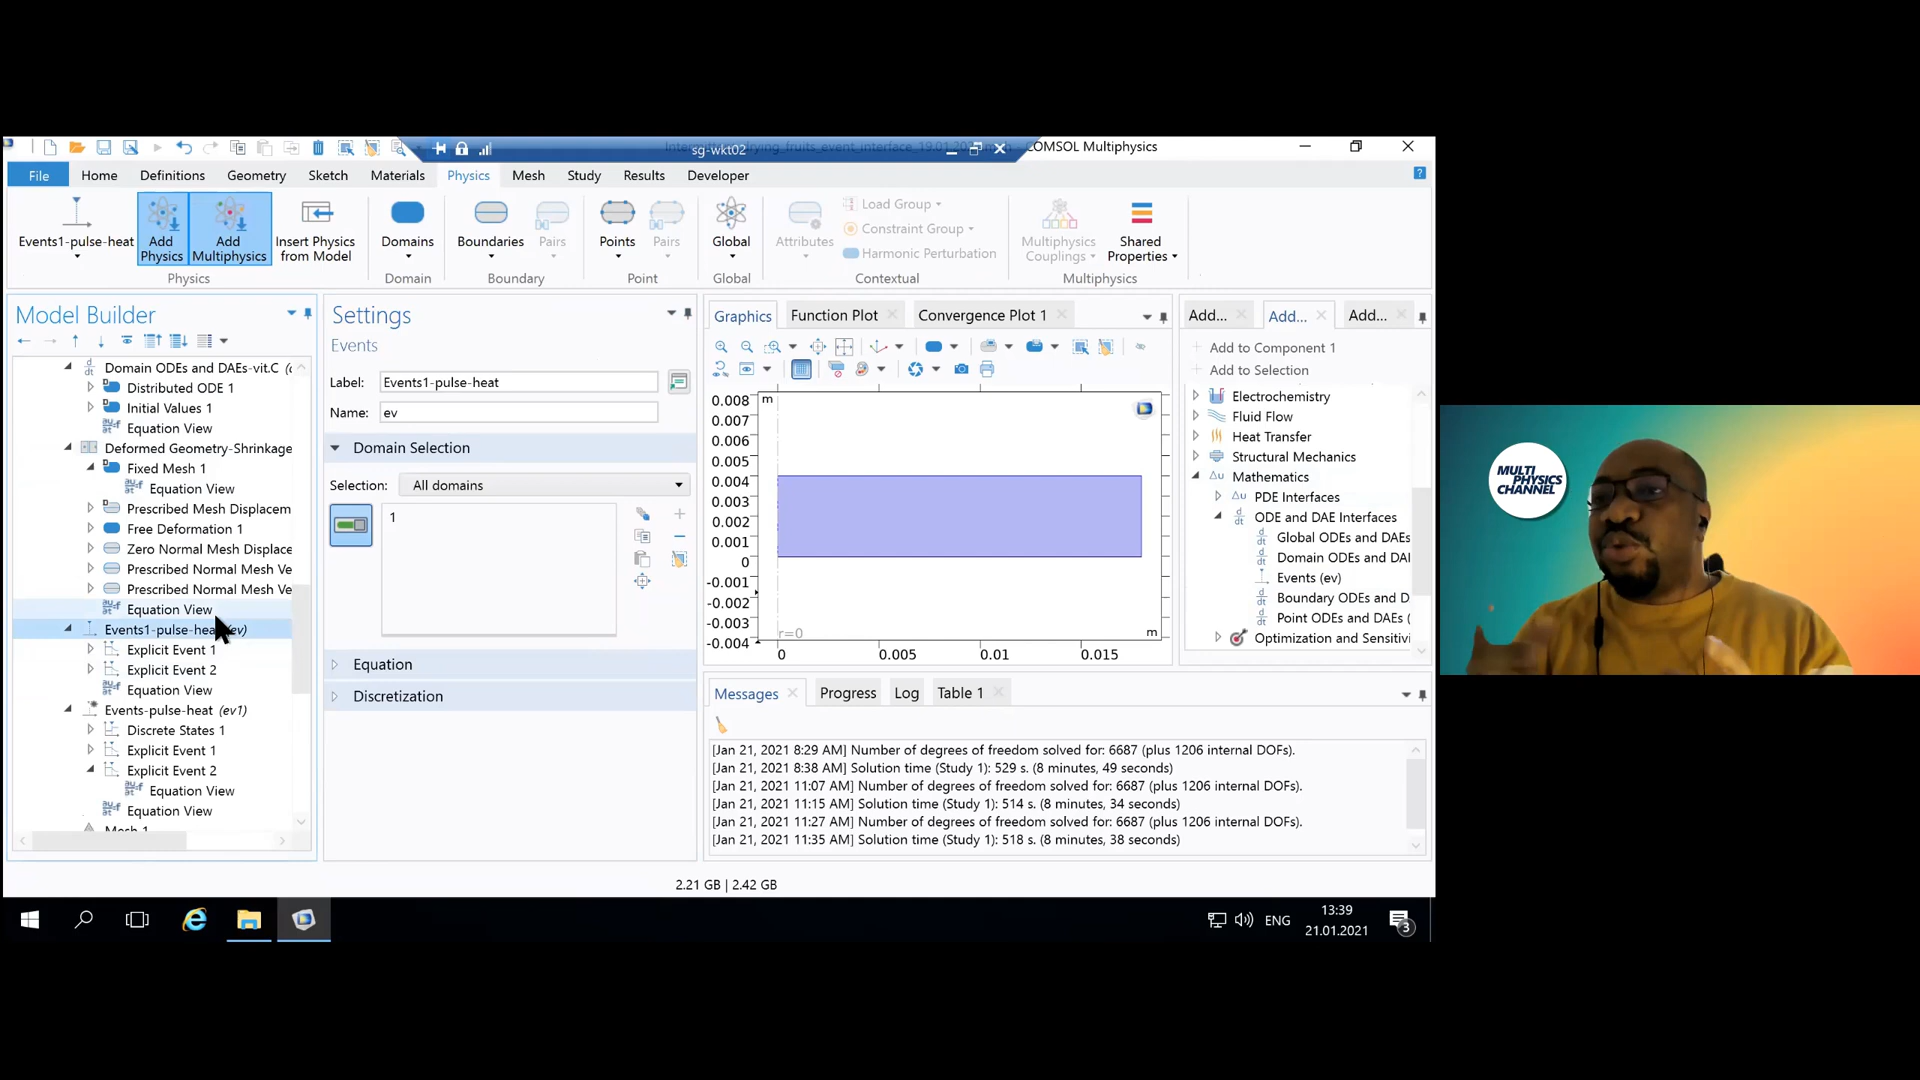 sg-wkt02
Interm drying_fruits_event_interface_19.01.20 - COMSOL Multiphysics
File
Home
Definitions
Geometry
Sketch
Materials
Physics
Mesh
Study
Results
Developer
Events1-pulse-heat
Add
Physics
Add
Multiphysics
Insert Physics
from Model
Physics
Domains
Domain
Boundaries
Pairs
Boundary
Points
Pairs
Point
Global
Global
Attributes
Load Group
Constraint Group
Harmonic Perturbation
Contextual
Multiphysics
Couplings
Shared
Properties
Multiphysics
Model Builder
Domain ODEs and DAEs-vit.C (
Distributed ODE 1
Initial Values 1
Equation View
Deformed Geometry-Shrinkage
Fixed Mesh 1
Equation View
Prescribed Mesh Displacem
Free Deformation 1
Zero Normal Mesh Displace
Prescribed Normal Mesh Ve
Prescribed Normal Mesh Ve
Equation View
Events1-pulse-hea (ev)
Explicit Event 1
Explicit Event 2
Equation View
Events-pulse-heat (ev1)
Discrete States 1
Explicit Event 1
Explicit Event 2
Equation View
Equation View
Mesh 1
Settings
Events
Label: Events1-pulse-heat
Name: ev
Domain Selection
Selection: All domains
1
Equation
Discretization
Graphics
Function Plot
Convergence Plot 1
m
0.008
0.007
0.006
0.005
0.004
0.003
0.002
0.001
0
-0.001
-0.002
-0.003
-0.004
r=0
m
0 0.005 0.01 0.015
Messages
Progress
Log
Table 1
[Jan 21, 2021 8:29 AM] Number of degrees of freedom solved for: 6687 (plus 1206 internal DOFs).
[Jan 21, 2021 8:38 AM] Solution time (Study 1): 529 s. (8 minutes, 49 seconds)
[Jan 21, 2021 11:07 AM] Number of degrees of freedom solved for: 6687 (plus 1206 internal DOFs).
[Jan 21, 2021 11:15 AM] Solution time (Study 1): 514 s. (8 minutes, 34 seconds)
[Jan 21, 2021 11:27 AM] Number of degrees of freedom solved for: 6687 (plus 1206 internal DOFs).
[Jan 21, 2021 11:35 AM] Solution time (Study 1): 518 s. (8 minutes, 38 seconds)
Add...
Add...
Add...
Add to Component 1
Add to Selection
Electrochemistry
Fluid Flow
Heat Transfer
Structural Mechanics
Mathematics
PDE Interfaces
ODE and DAE Interfaces
Global ODEs and DAEs
Domain ODEs and DAI
Events (ev)
Boundary ODEs and D
Point ODEs and DAEs (
Optimization and Sensitivi
2.21 GB | 2.42 GB
ENG
13:39
21.01.2021
3
MULTI
PHYSICS
CHANNEL